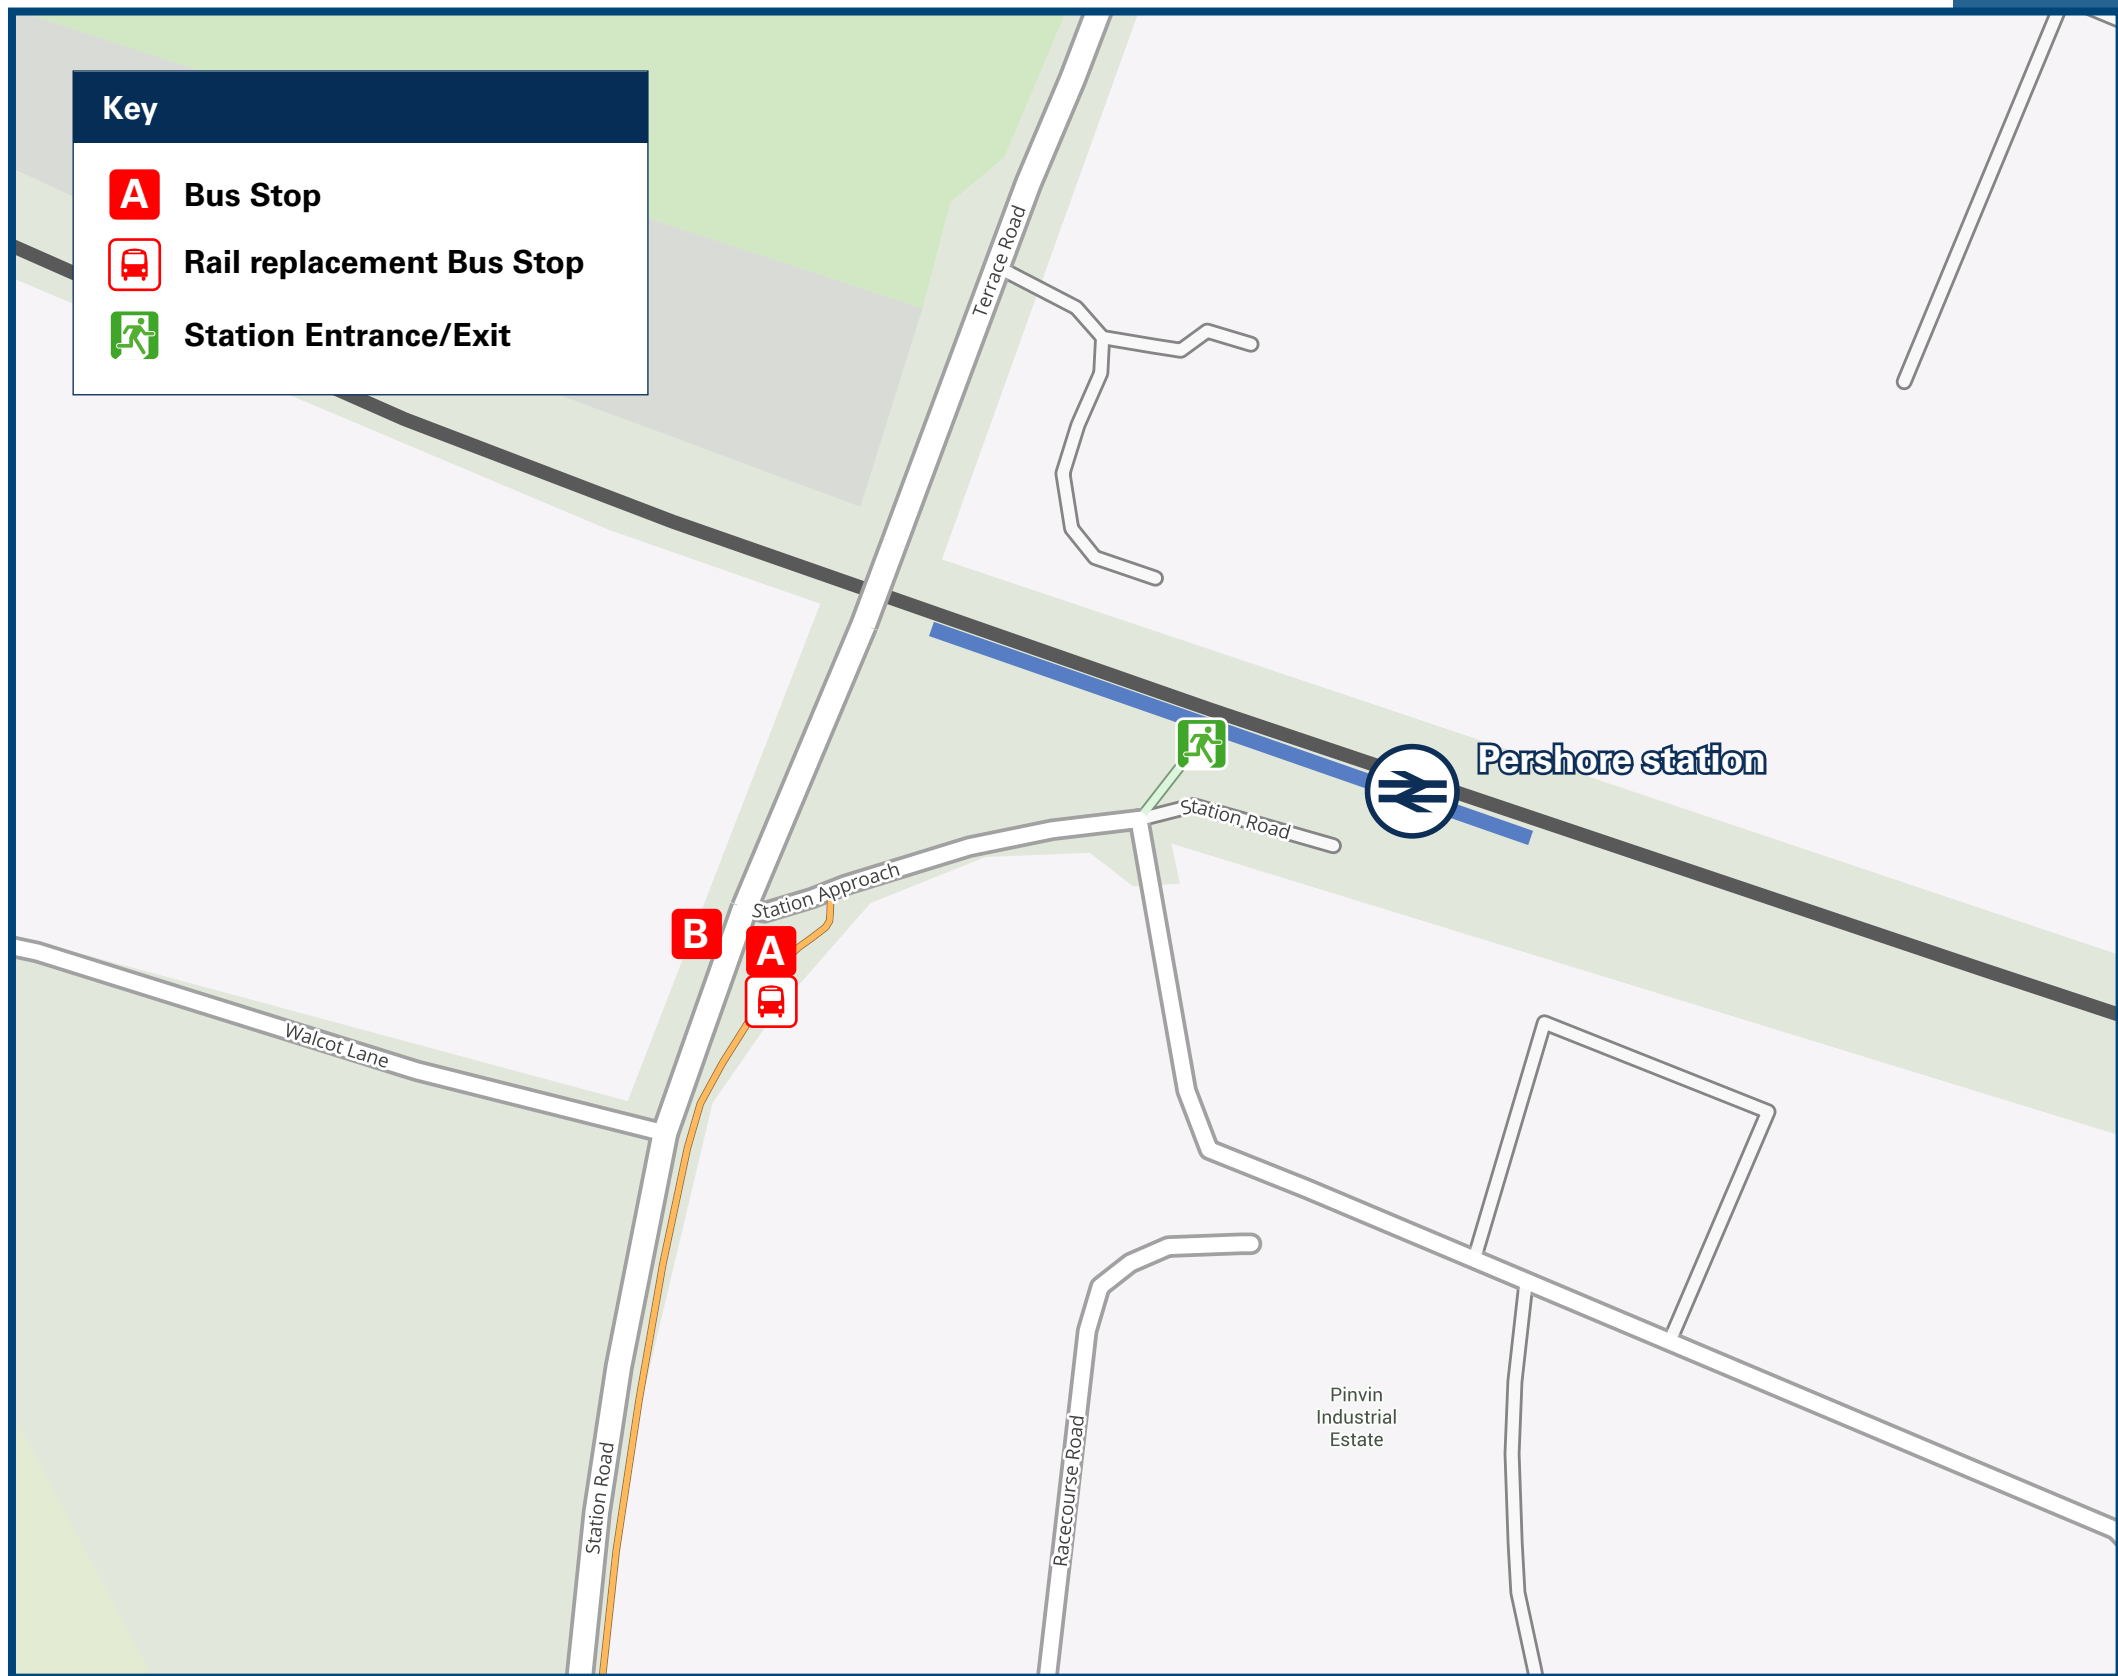 Key
A Bus Stop
Rail replacement Bus Stop
Station Entrance/Exit
Terrace Road
Pershore station
Station Road
Station Approach
B
A
Walcot Lane
Pinvin
Industrial
Estate
Station Road
Racecourse Road